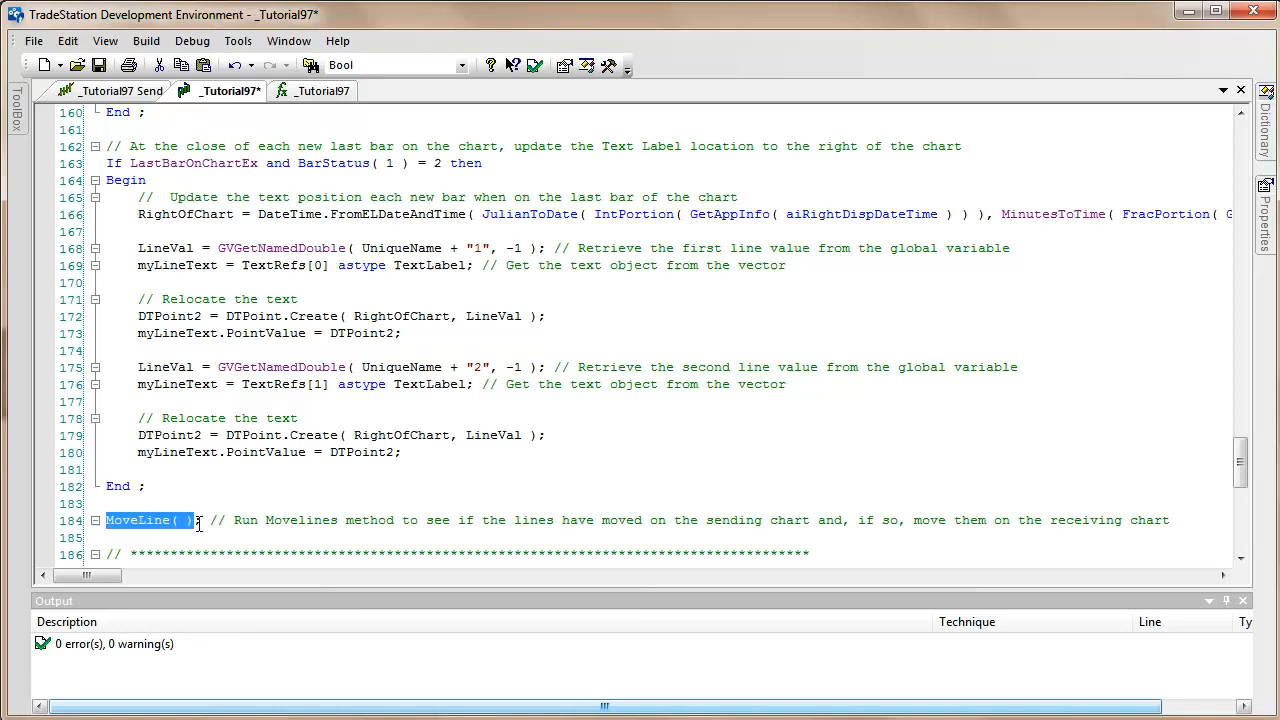 TradeStation Development Environment - _Tutorial97*
File Edit View Build Debug Tools Window Help
Bool
_Tutorial97 Send _Tutorial97* _Tutorial97
ToolBox
Dictionary
Properties
160 End ;
161
162 // At the close of each new last bar on the chart, update the Text Label location to the right of the chart
163 If LastBarOnChartEx and BarStatus( 1 ) = 2 then
164 Begin
165 // Update the text position each new bar when on the last bar of the chart
166 RightOfChart = DateTime.FromELDateAndTime( JulianToDate( IntPortion( GetAppInfo( aiRightDispDateTime ) ) ), MinutesToTime( FracPortion( G
167
168 LineVal = GVGetNamedDouble( UniqueName + "1", -1 ); // Retrieve the first line value from the global variable
169 myLineText = TextRefs[0] astype TextLabel; // Get the text object from the vector
170
171 // Relocate the text
172 DTPoint2 = DTPoint.Create( RightOfChart, LineVal );
173 myLineText.PointValue = DTPoint2;
174
175 LineVal = GVGetNamedDouble( UniqueName + "2", -1 ); // Retrieve the second line value from the global variable
176 myLineText = TextRefs[1] astype TextLabel; // Get the text object from the vector
177
178 // Relocate the text
179 DTPoint2 = DTPoint.Create( RightOfChart, LineVal );
180 myLineText.PointValue = DTPoint2;
181
182 End ;
183
184 MoveLine( ); // Run Movelines method to see if the lines have moved on the sending chart and, if so, move them on the receiving chart
185
186 // *************************************************************************************
Output
Description Technique Line Ty
0 error(s), 0 warning(s)